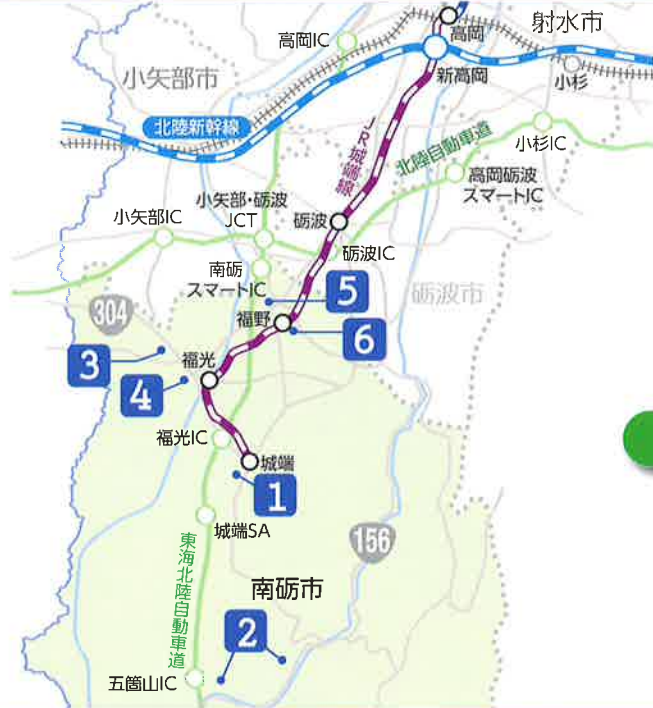 高岡
射水市
高岡IC
新高岡
小杉
小矢部市
北陸新幹線
JR城端線
北陸自動車道
小杉IC
高岡砺波
スマートIC
小矢部IC
小矢部・砺波
JCT
砺波
砺波IC
南砺
スマートIC
5
砺波市
304
福野
6
3
福光
4
福光IC
城端
1
城端SA
156
東海北陸自動車道
南砺市
2
五箇山IC